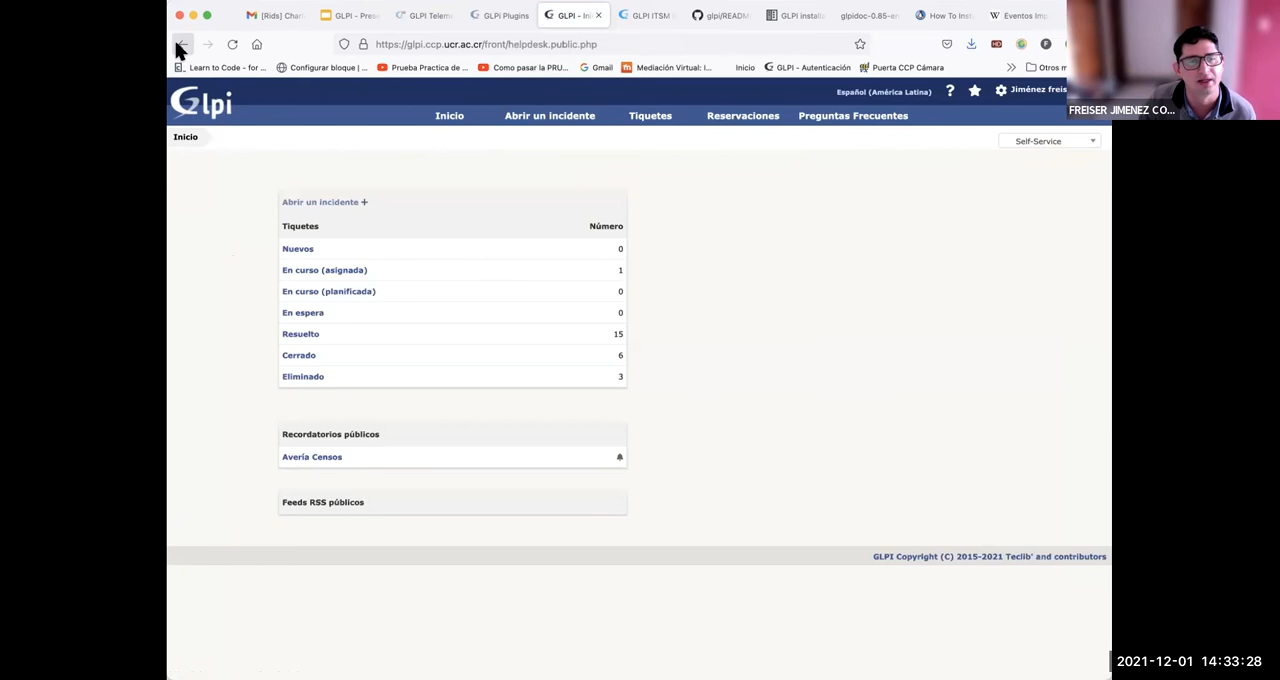 [Rids] Char
GLPI - Pres
GLPI Telem
GLPi Plugins
GLPI - Ini
GLPI ITSM
glpi/READM
GLPI install
glpidoc-0.85-en
How To Inst
Eventos Imp
https://glpi.ccp.ucr.ac.cr/front/helpdesk.public.php
Learn to Code - for ...
Configurar bloque | ...
Prueba Practica de ...
Como pasar la PRU...
Gmail
Mediación Virtual: I...
Inicio
GLPI - Autenticación
Puerta CCP Cámara
Otros m
Glpi
Español (América Latina)
Jiménez freis
FREISER JIMENEZ CO...
Inicio
Abrir un incidente
Tiquetes
Reservaciones
Preguntas Frecuentes
Inicio
Self-Service
Abrir un incidente +
Tiquetes Número
Nuevos 0
En curso (asignada) 1
En curso (planificada) 0
En espera 0
Resuelto 15
Cerrado 6
Eliminado 3
Recordatorios públicos
Avería Censos
Feeds RSS públicos
GLPI Copyright (C) 2015-2021 Teclib' and contributors
2021-12-01 14:33:28